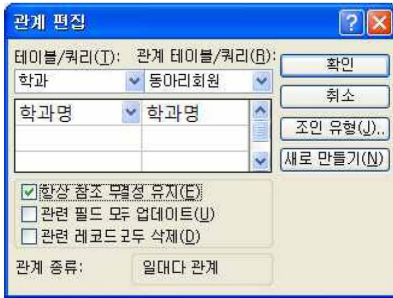 관계 편집
테이블/쿼리(T): 관계 테이블/쿼리(R):
학과 동아리회원
학과명 학과명
확인
취소
조인 유형(J)..
새로 만들기(N)
항상 참조 무결성 유지(E)
관련 필드 모두 업데이트(U)
관련 레코드 모두 삭제(D)
관계 종류: 일대다 관계